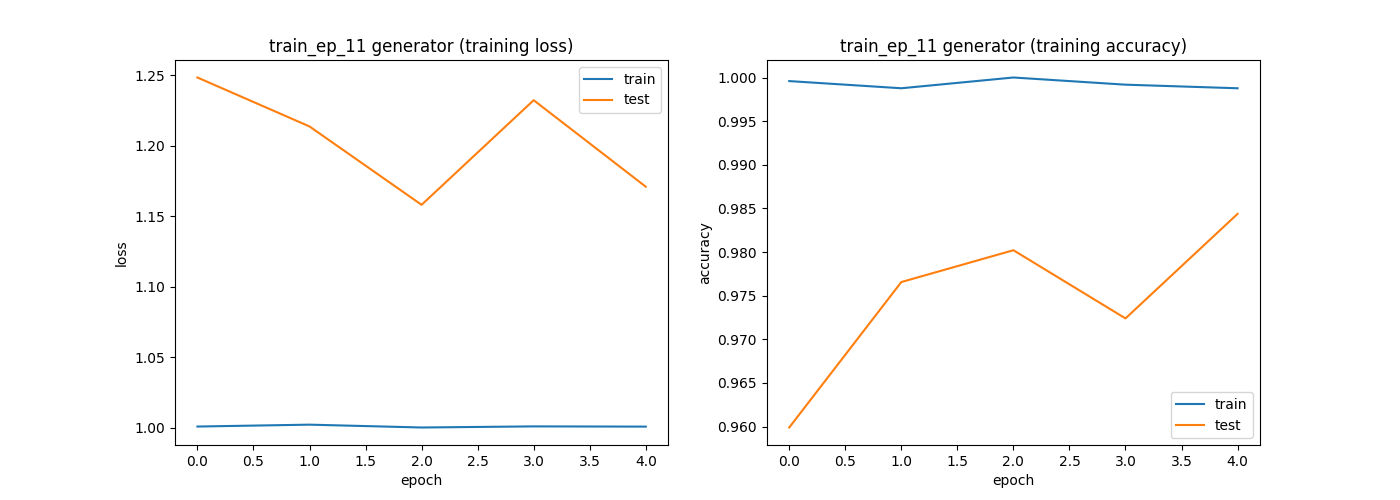 train_ep_11 generator (training loss)
1.25
1.20
1.15
1.10
1.05
1.00
loss
train
test
0.0 0.5 1.0 1.5 2.0 2.5 3.0 3.5 4.0
epoch
train_ep_11 generator (training accuracy)
1.000
0.995
0.990
0.985
0.980
0.975
0.970
0.965
0.960
accuracy
train
test
0.0 0.5 1.0 1.5 2.0 2.5 3.0 3.5 4.0
epoch